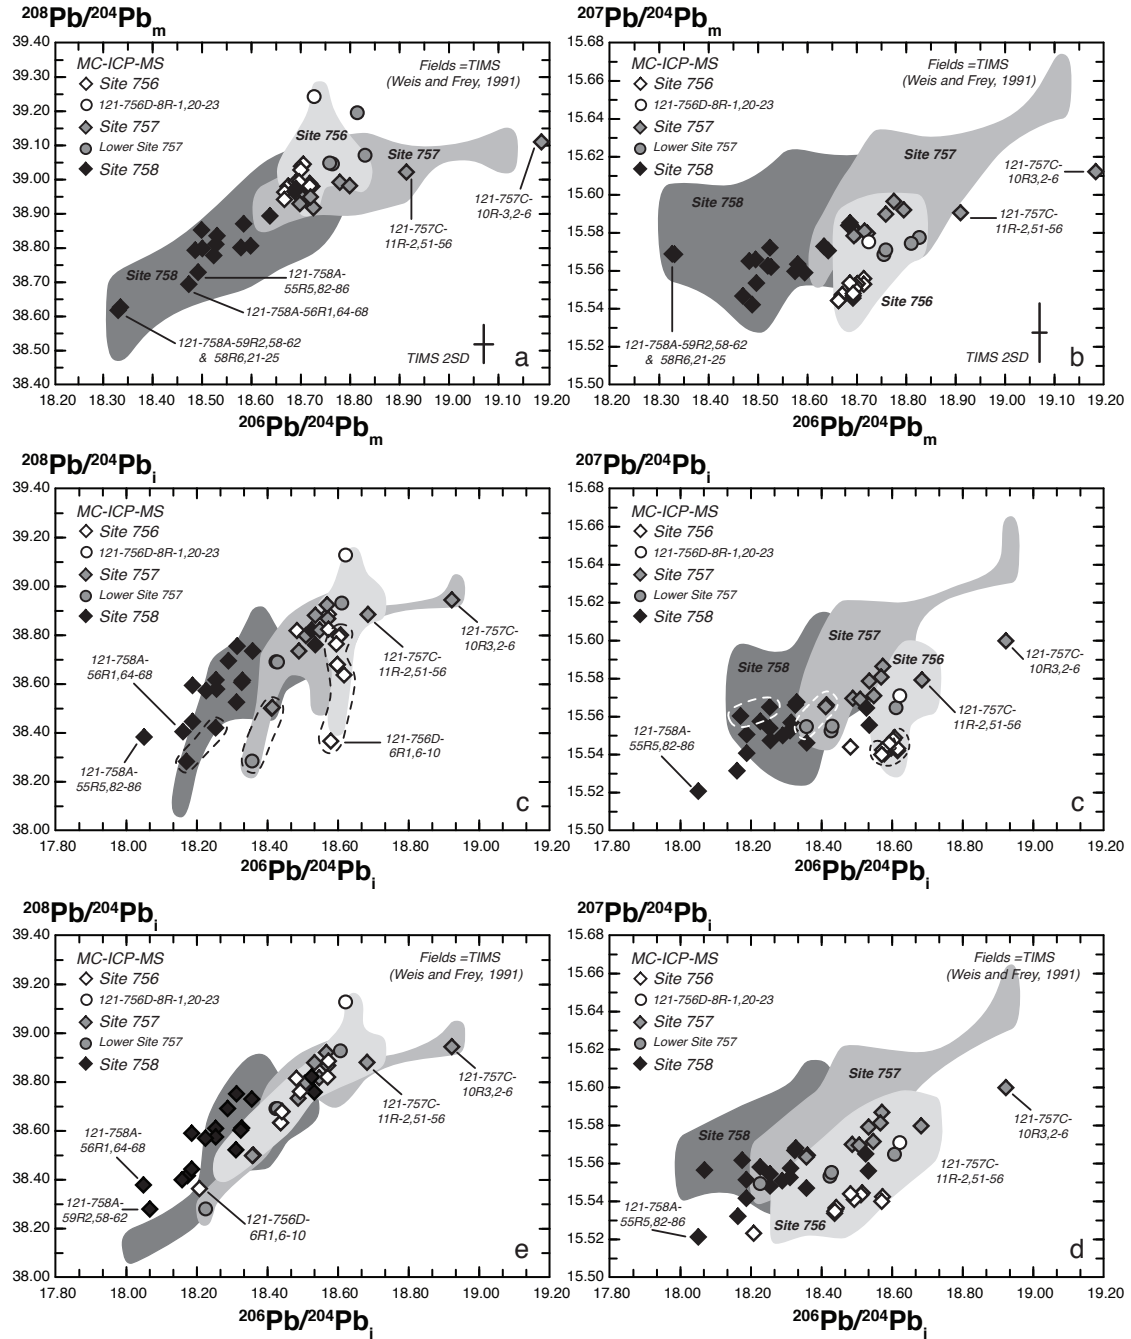 208Pb/204Pbm
39.40
39.30
39.20
39.10
39.00
38.90
38.80
38.70
38.60
38.50
38.40
MC-ICP-MS
Site 756
121-756D-8R-1,20-23
Site 757
Lower Site 757
Site 758
Fields =TIMS
(Weis and Frey, 1991)
Site 756
Site 757
121-757C-
10R-3,2-6
121-757C-
11R-2,51-56
Site 758
121-758A-
55R5,82-86
121-758A-56R1,64-68
121-758A-59R2,58-62
& 58R6,21-25
TIMS 2SD
a
18.20 18.30 18.40 18.50 18.60 18.70 18.80 18.90 19.00 19.10 19.20
206Pb/204Pbm
207Pb/204Pbm
15.68
15.66
15.64
15.62
15.60
15.58
15.56
15.54
15.52
15.50
MC-ICP-MS
Site 756
121-756D-8R-1,20-23
Site 757
Lower Site 757
Site 758
Fields =TIMS
(Weis and Frey, 1991)
Site 757
121-757C-
10R3,2-6
Site 758
121-757C-
11R-2,51-56
Site 756
121-758A-59R2,58-62
& 58R6,21-25
TIMS 2SD
b
18.20 18.30 18.40 18.50 18.60 18.70 18.80 18.90 19.00 19.10 19.20
206Pb/204Pbm
208Pb/204Pbi
39.40
39.20
39.00
38.80
38.60
38.40
38.20
38.00
MC-ICP-MS
Site 756
121-756D-8R-1,20-23
Site 757
Lower Site 757
Site 758
121-758A-
56R1,64-68
121-757C-
10R3,2-6
121-757C-
11R-2,51-56
121-758A-
55R5,82-86
121-756D-
6R1,6-10
c
17.80 18.00 18.20 18.40 18.60 18.80 19.00 19.20
206Pb/204Pbi
207Pb/204Pbi
15.68
15.66
15.64
15.62
15.60
15.58
15.56
15.54
15.52
15.50
MC-ICP-MS
Site 756
121-756D-8R-1,20-23
Site 757
Lower Site 757
Site 758
Site 757
Site 758
Site 756
121-757C-
10R3,2-6
121-757C-
11R-2,51-56
121-758A-
55R5,82-86
c
17.80 18.00 18.20 18.40 18.60 18.80 19.00 19.20
206Pb/204Pbi
208Pb/204Pbi
39.40
39.20
39.00
38.80
38.60
38.40
38.20
38.00
MC-ICP-MS
Site 756
121-756D-8R-1,20-23
Site 757
Lower Site 757
Site 758
Fields =TIMS
(Weis and Frey, 1991)
121-757C-
10R3,2-6
121-757C-
11R-2,51-56
121-758A-
56R1,64-68
121-758A-
59R2,58-62
121-756D-
6R1,6-10
e
17.80 18.00 18.20 18.40 18.60 18.80 19.00 19.20
206Pb/204Pbi
207Pb/204Pbi
15.68
15.66
15.64
15.62
15.60
15.58
15.56
15.54
15.52
15.50
MC-ICP-MS
Site 756
121-756D-8R-1,20-23
Site 757
Lower Site 757
Site 758
Fields =TIMS
(Weis and Frey, 1991)
Site 757
Site 758
121-757C-
10R3,2-6
121-757C-
11R-2,51-56
Site 756
121-758A-
55R5,82-86
d
17.80 18.00 18.20 18.40 18.60 18.80 19.00 19.20
206Pb/204Pbi